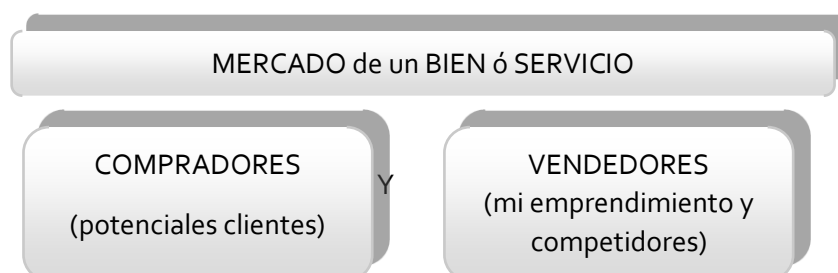 MERCADO de un BIEN ó SERVICIO
COMPRADORES
(potenciales clientes)
Y
VENDEDORES
(mi emprendimiento y
competidores)